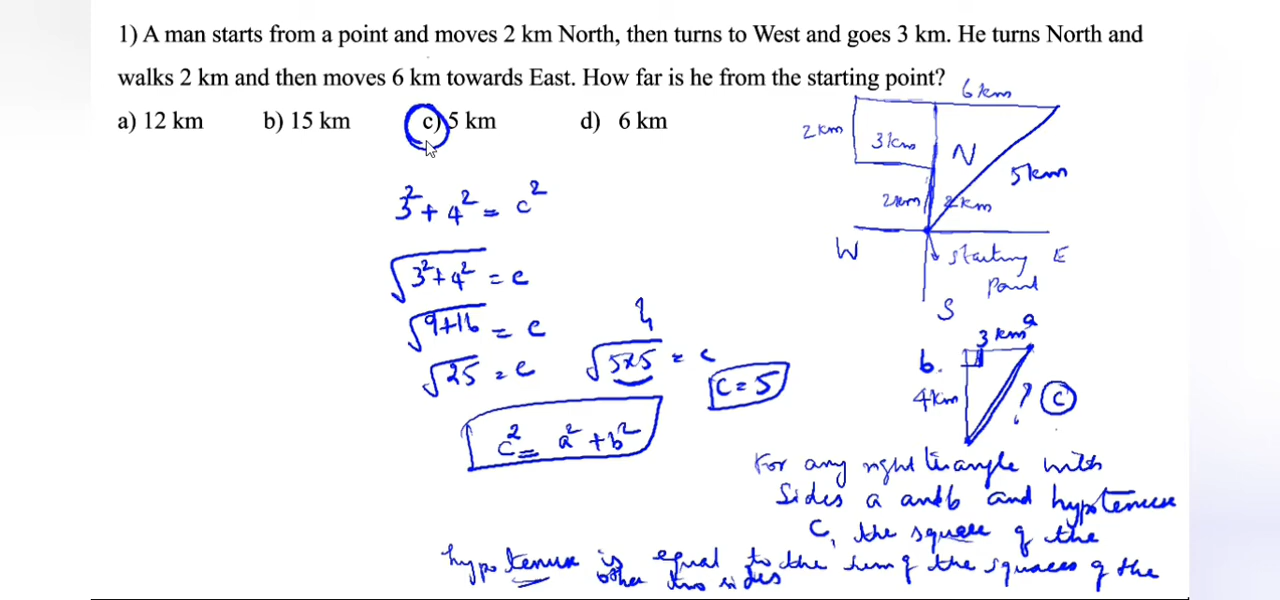 1) A man starts from a point and moves 2 km North, then turns to West and goes 3 km. He turns North and
walks 2 km and then moves 6 km towards East. How far is he from the starting point?
a) 12 km b) 15 km c) 5 km d) 6 km
6 km
2 km
3 km
N
5 km
2 km
2 km
W
starting
E
Point
S
3² + 4² = c²
√3²+4² = c
√9+16 = c
√25 = c
√5x5 = c
c = 5
c² = a² + b²
3 km
a
b.
4 km
?
c
For any right triangle with
sides a and b and hypotenuse
c, the square of the
hypotenuse is equal to the sum of the squares of the
other two sides